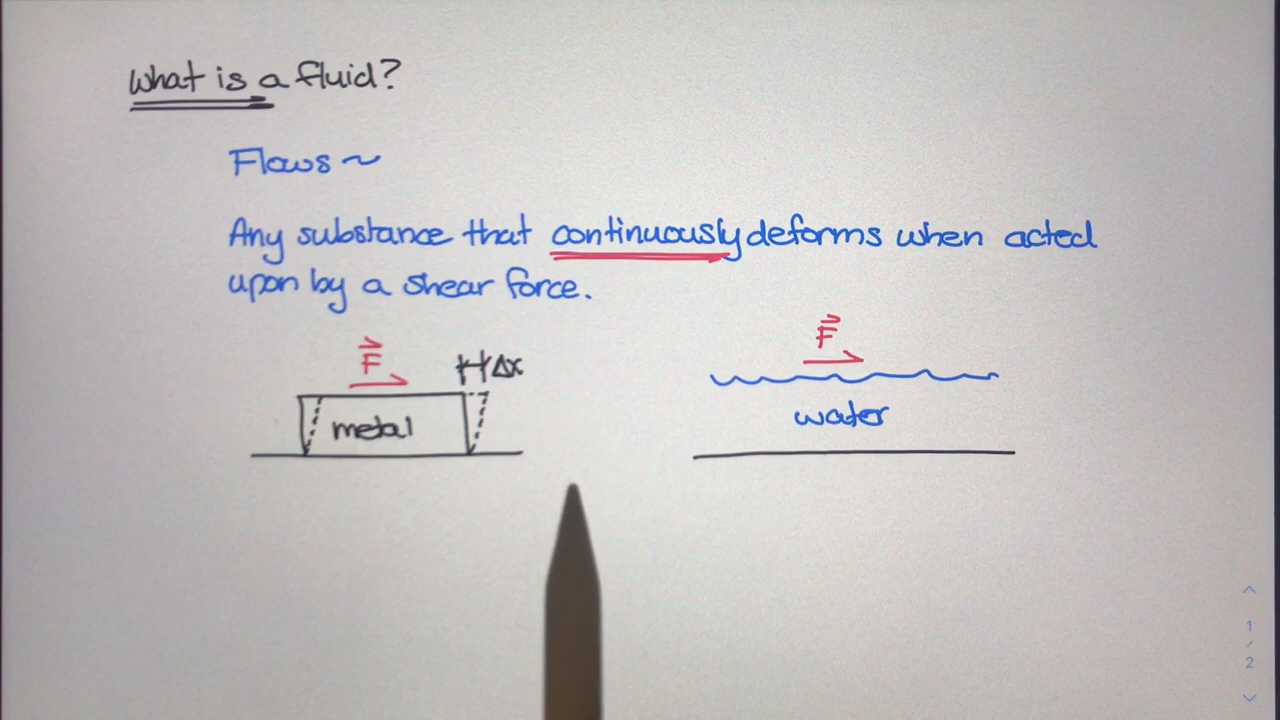 What is a fluid?
Flows ~
Any substance that continuously deforms when acted
upon by a shear force.
F
Δx
metal
F
water
1
/
2